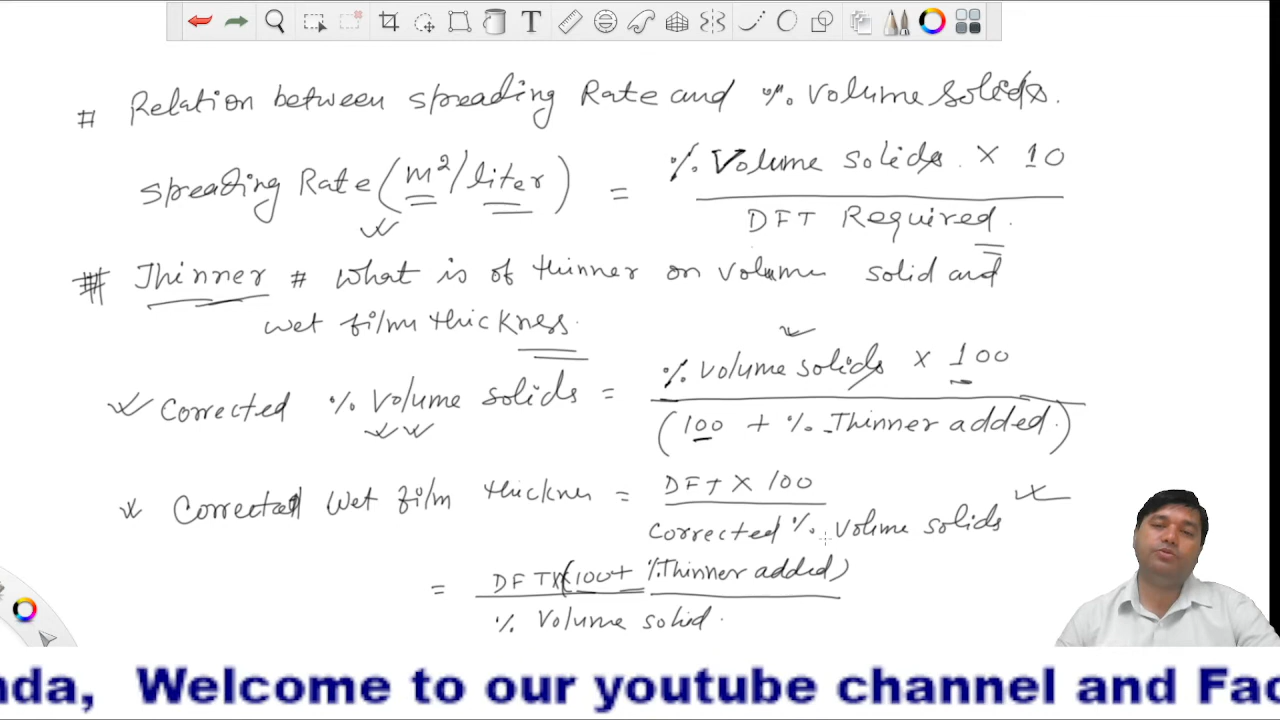 # Relation between spreading Rate and % Volume solids.
spreading Rate (m²/liter) = % Volume solids × 10
DFT Required.
# Thinner # What is of thinner on volume solid and
wet film thickness.
Corrected % Volume solids = % volume solids × 100
(100 + % Thinner added.)
* Corrected wet film thicknes = DFT × 100
Corrected % Volume solids
= DFT × (100 + % Thinner added)
% Volume solid.
nda, Welcome to our youtube channel and Fac